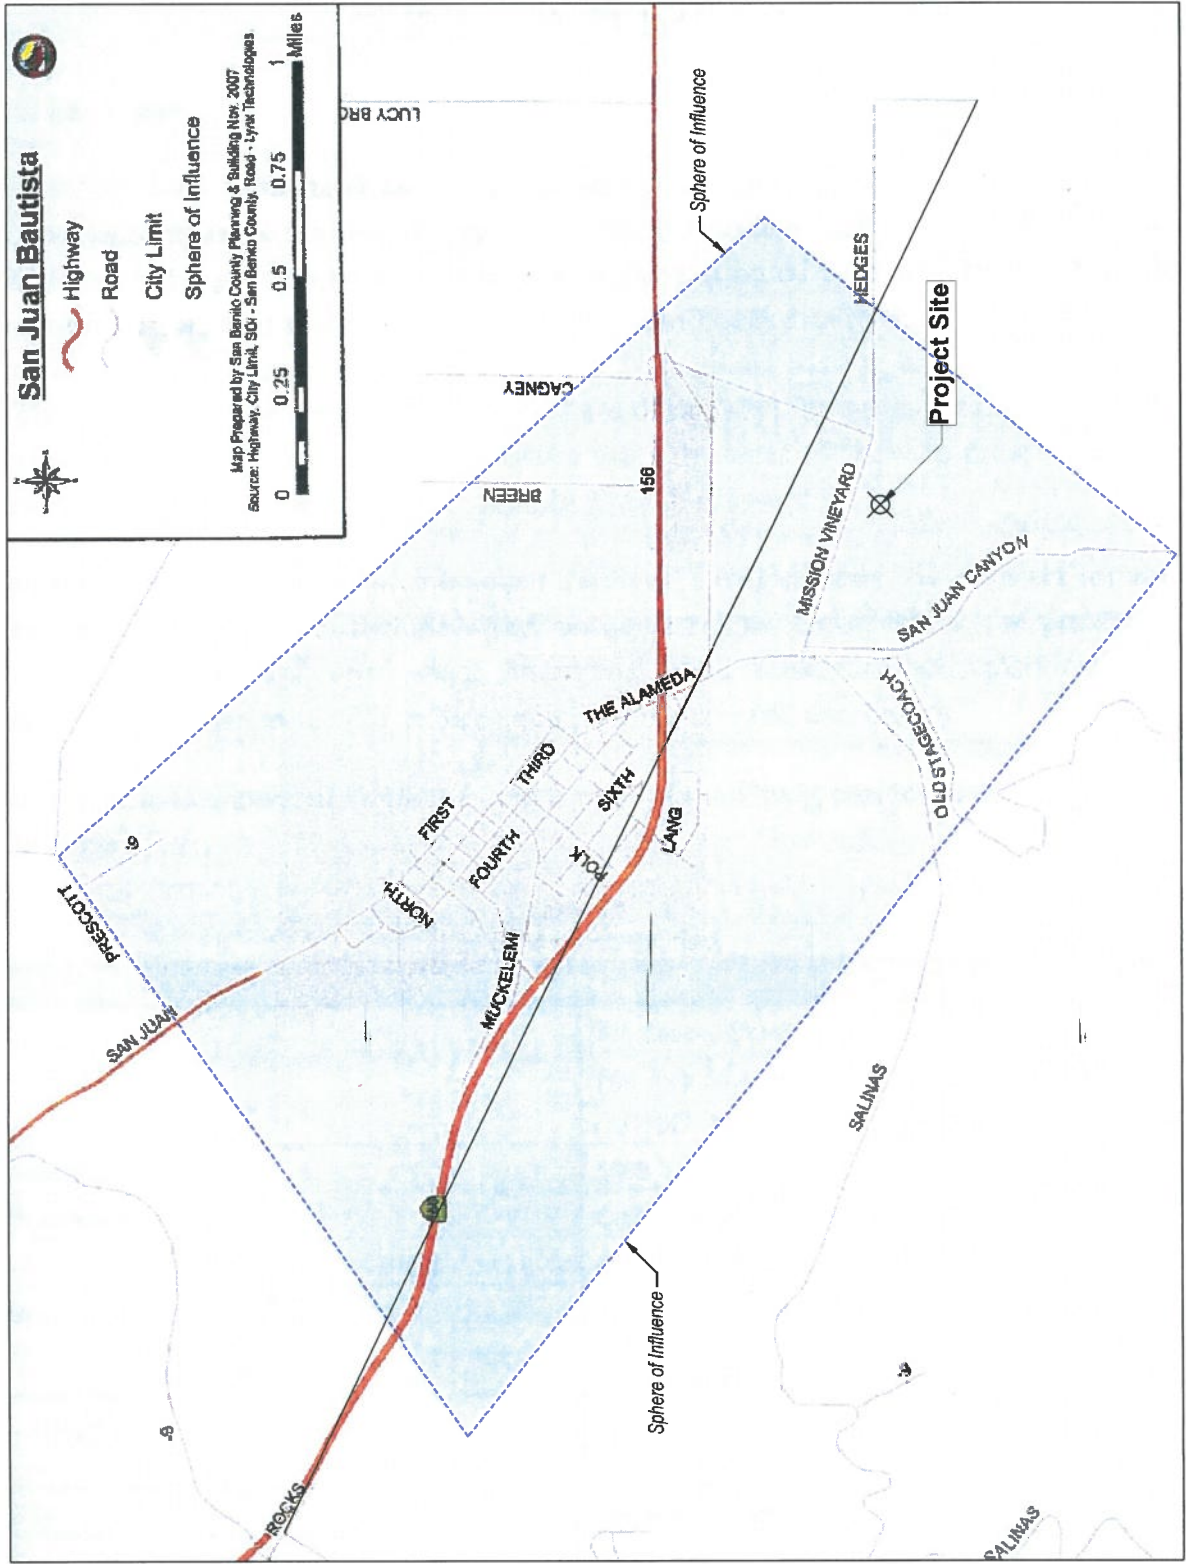 San Juan Bautista
Highway
Road
City Limit
Sphere of Influence
Map Prepared by San Benito County Planning & Building Nov. 2007
Source: Highway, City Limit, SOI - San Benito County, Road - Lynx Technologies
0 0.25 0.5 0.75 1
Miles
LUCY BRO
Sphere of Influence
HEDGES
Project Site
CAGNEY
BREEN
156
MISSION VINEYARD
SAN JUAN CANYON
OLD STAGECOACH
THE ALAMEDA
THIRD
SIXTH
FIRST
FOURTH
POLK
LANG
NORTH
MUCKELEMI
PRESCOTT
SAN JUAN
SALINAS
Sphere of Influence
ROCKS
SALINAS